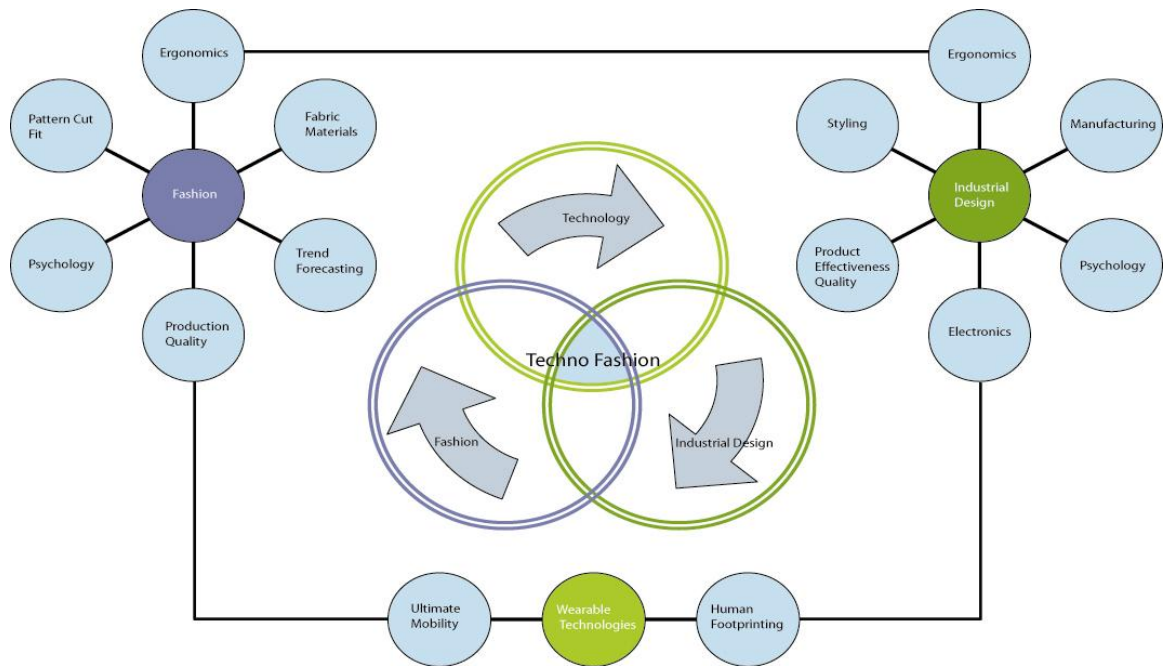 Ergonomics
Pattern Cut
Fit
Fabric
Materials
Fashion
Psychology
Trend
Forecasting
Production
Quality
Technology
Techno Fashion
Fashion
Industrial Design
Ergonomics
Styling
Manufacturing
Industrial
Design
Product
Effectiveness
Quality
Psychology
Electronics
Ultimate
Mobility
Wearable
Technologies
Human
Footprinting